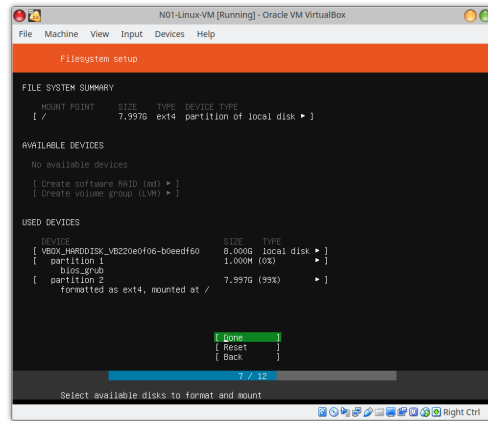 N01-Linux-VM [Running] - Oracle VM VirtualBox
File Machine View Input Devices Help
Filesystem setup
FILE SYSTEM SUMMARY
MOUNT POINT SIZE TYPE DEVICE TYPE
[ / 7.997G ext4 partition of local disk ▸ ]
AVAILABLE DEVICES
No available devices
[ Create software RAID (md) ▸ ]
[ Create volume group (LVM) ▸ ]
USED DEVICES
DEVICE SIZE TYPE
[ VBOX_HARDDISK_VB220e0f06-b0eedf60 8.000G local disk ▸ ]
[ partition 1 1.000M (0%) ▸ ]
bios_grub
[ partition 2 7.997G (99%) ▸ ]
formatted as ext4, mounted at /
[ Done ]
[ Reset ]
[ Back ]
7 / 12
Select available disks to format and mount
Right Ctrl